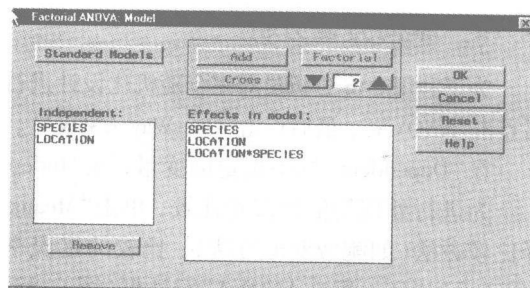 Factorial ANOVA: Model
Standard Models
Add
Factorial
Cross
2
OK
Cancel
Reset
Help
Independent:
SPECIES
LOCATION
Effects in model:
SPECIES
LOCATION
LOCATION*SPECIES
Remove